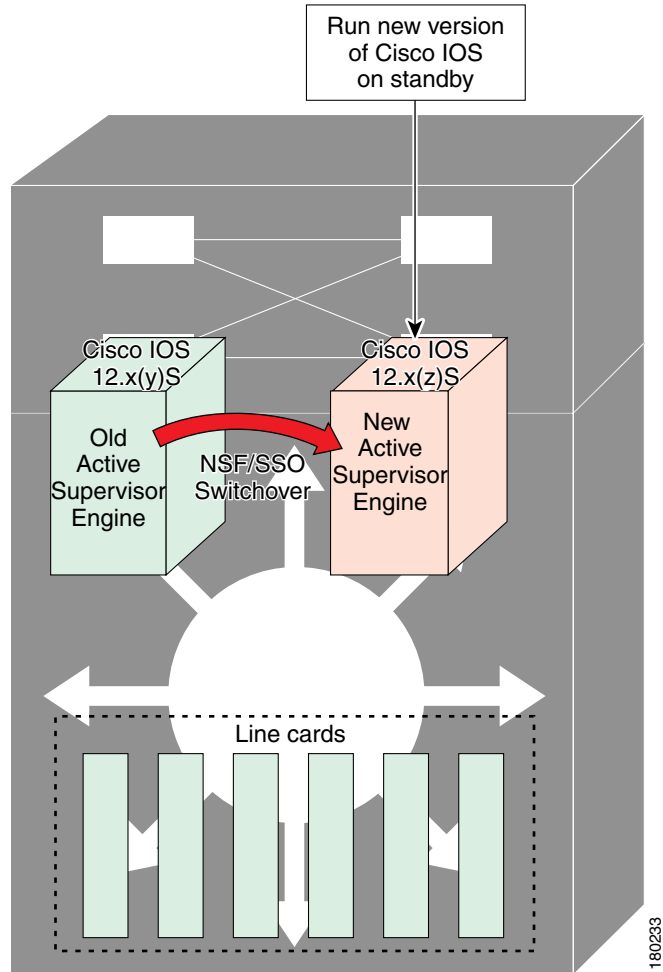 Run new version
of Cisco IOS
on standby
Cisco IOS
12.x(y)S
Cisco IOS
12.x(z)S
Old
Active
Supervisor
Engine
NSF/SSO
Switchover
New
Active
Supervisor
Engine
Line cards
180233